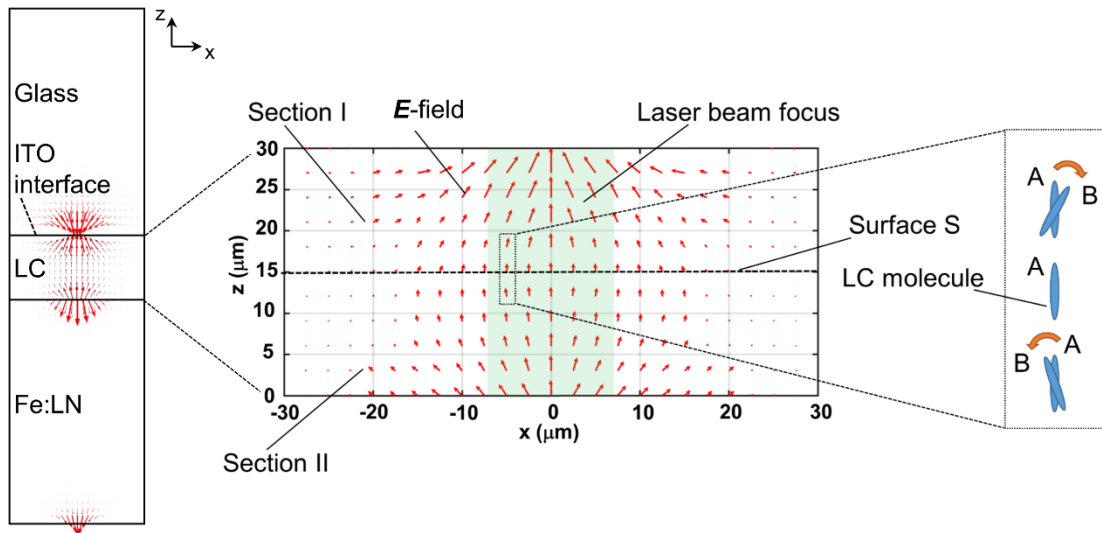 z
x
Glass
ITO
interface
LC
Fe:LN
Section I
E-field
Laser beam focus
30
25
20
15
10
5
0
z (μm)
-30
-20
-10
0
10
20
30
x (μm)
Section II
Surface S
LC molecule
A
B
A
B
A